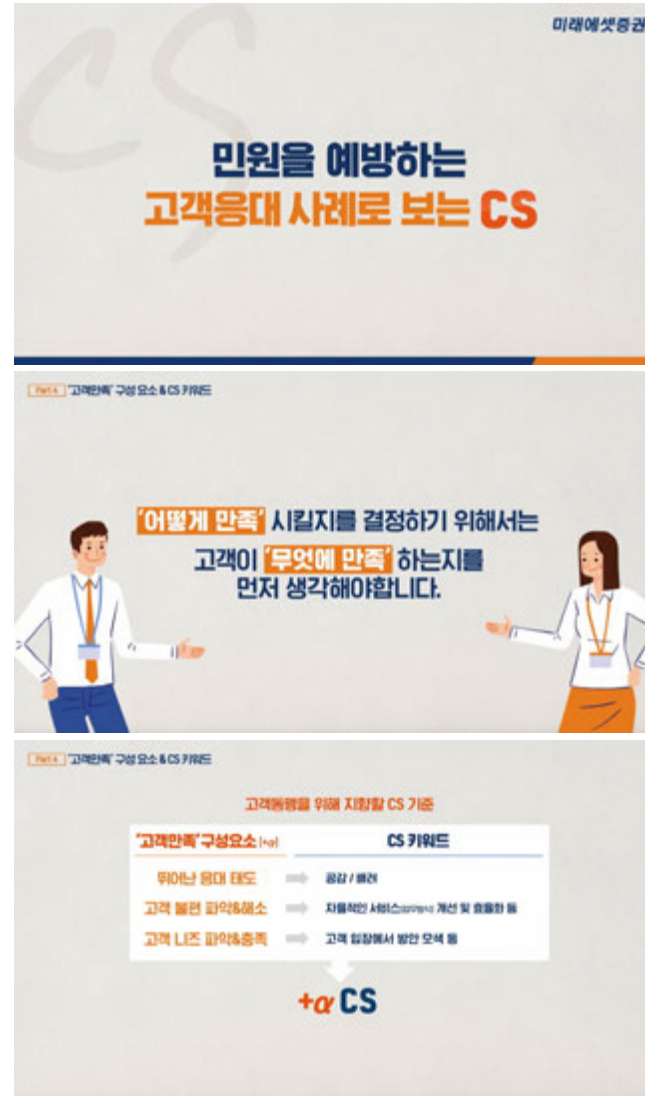 미래에셋증권
민원을 예방하는
고객응대 사례로 보는 CS
Part 4 '고객만족' 구성 요소 & CS 키워드
'어떻게 만족' 시킬지를 결정하기 위해서는
고객이 '무엇에 만족' 하는지를
먼저 생각해야합니다.
Part 4 '고객만족' 구성 요소 & CS 키워드
고객동행을 위해 지향할 CS 기준
'고객만족' 구성요소 (+α) CS 키워드
뛰어난 응대 태도 공감 / 배려
고객 불편 파악&해소 자율적인 서비스 개선 및 효율화 등
고객 니즈 파악&충족 고객 입장에서 방안 모색 등
+α CS